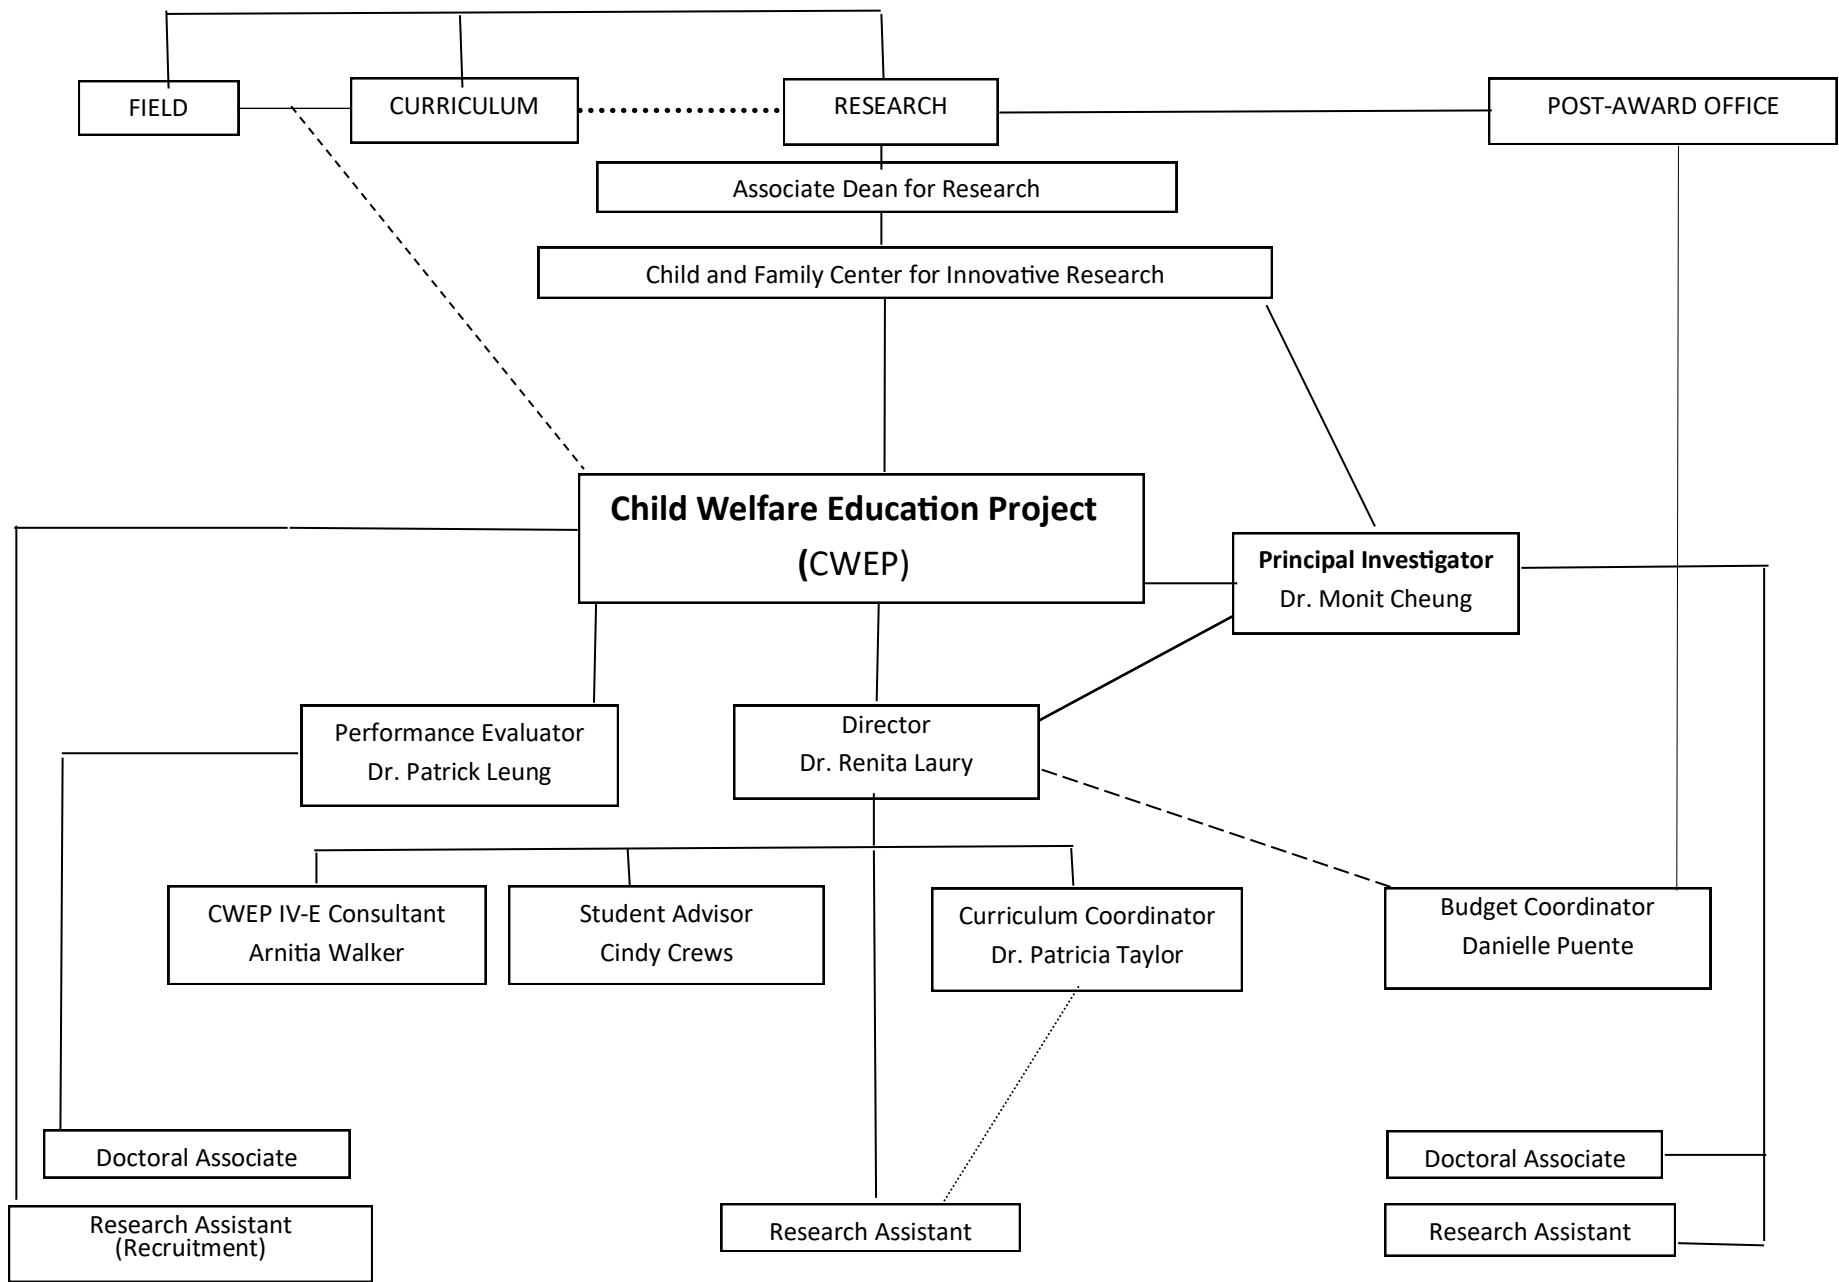 FIELD
CURRICULUM
RESEARCH
POST-AWARD OFFICE
Associate Dean for Research
Child and Family Center for Innovative Research
Child Welfare Education Project
(CWEP)
Principal Investigator
Dr. Monit Cheung
Performance Evaluator
Dr. Patrick Leung
Director
Dr. Renita Laury
CWEP IV-E Consultant
Arnitia Walker
Student Advisor
Cindy Crews
Curriculum Coordinator
Dr. Patricia Taylor
Budget Coordinator
Danielle Puente
Doctoral Associate
Doctoral Associate
Research Assistant
(Recruitment)
Research Assistant
Research Assistant